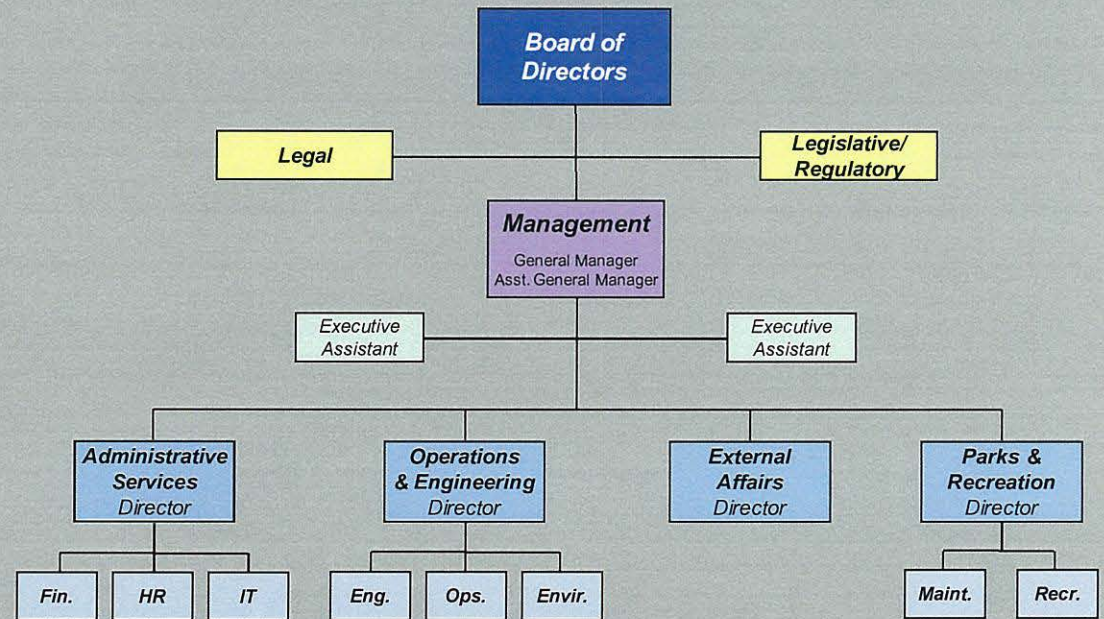 Board of
Directors
Legal
Legislative/
Regulatory
Management
General Manager
Asst. General Manager
Executive
Assistant
Executive
Assistant
Administrative
Services
Director
Operations
& Engineering
Director
External
Affairs
Director
Parks &
Recreation
Director
Fin.
HR
IT
Eng.
Ops.
Envir.
Maint.
Recr.